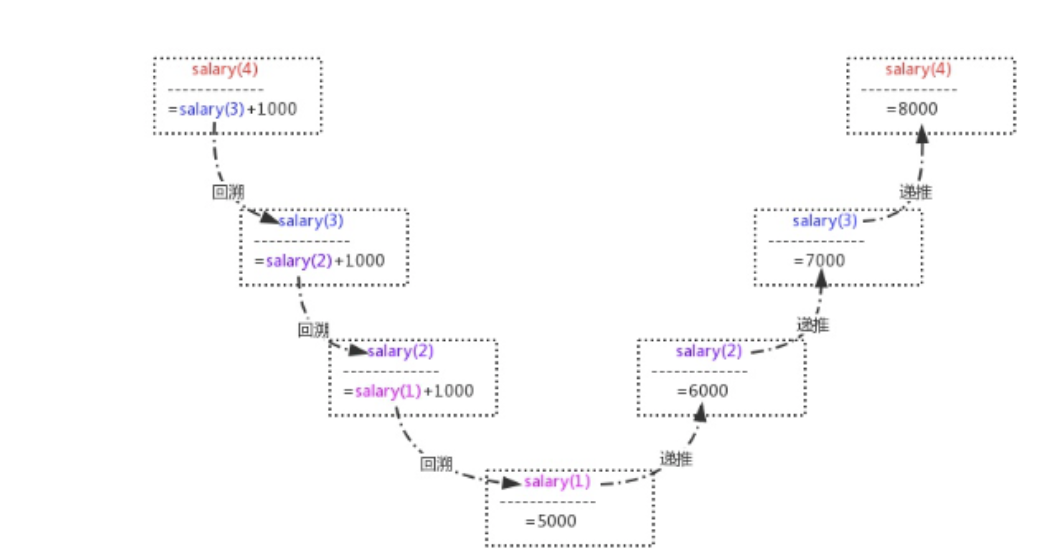 salary(4)
=salary(3)+1000
回溯
salary(3)
=salary(2)+1000
回溯
salary(2)
=salary(1)+1000
回溯
salary(1)
=5000
递推
salary(2)
=6000
递推
salary(3)
=7000
递推
salary(4)
=8000